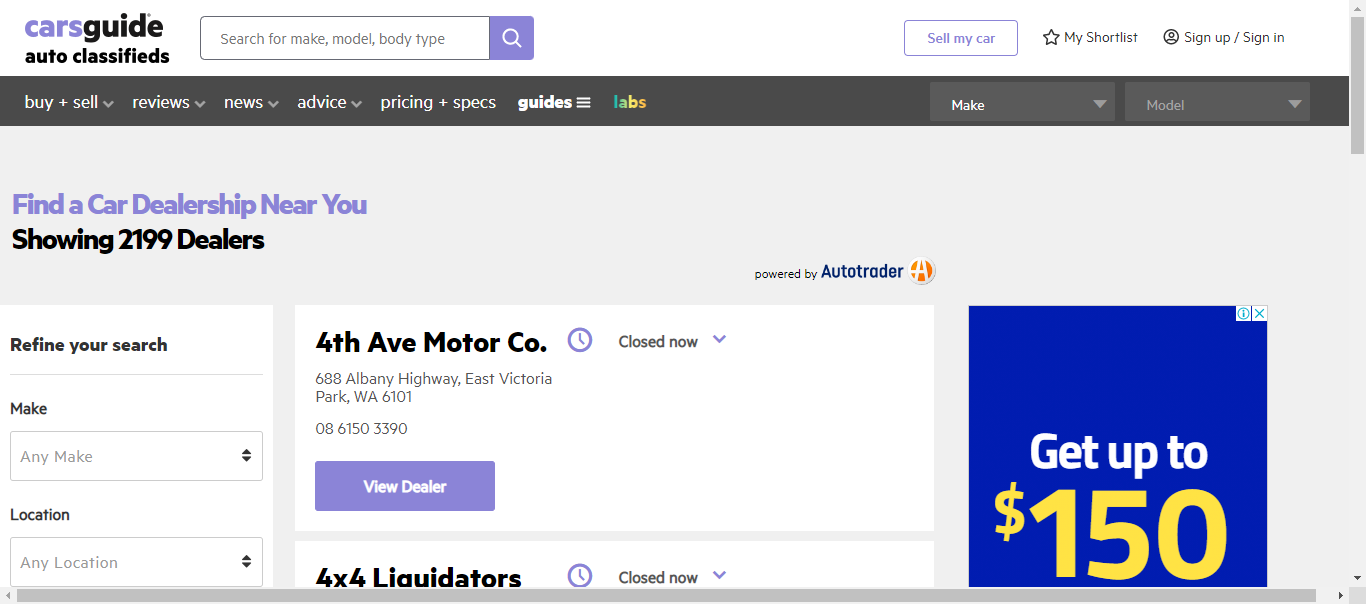 carsguide
auto classifieds
Search for make, model, body type
Sell my car
My Shortlist
Sign up / Sign in
buy + sell
reviews
news
advice
pricing + specs
guides
labs
Make
Model
Find a Car Dealership Near You
Showing 2199 Dealers
powered by Autotrader
Refine your search
Make
Any Make
Location
Any Location
4th Ave Motor Co.
Closed now
688 Albany Highway, East Victoria
Park, WA 6101
08 6150 3390
View Dealer
4x4 Liquidators
Closed now
Get up to
$150